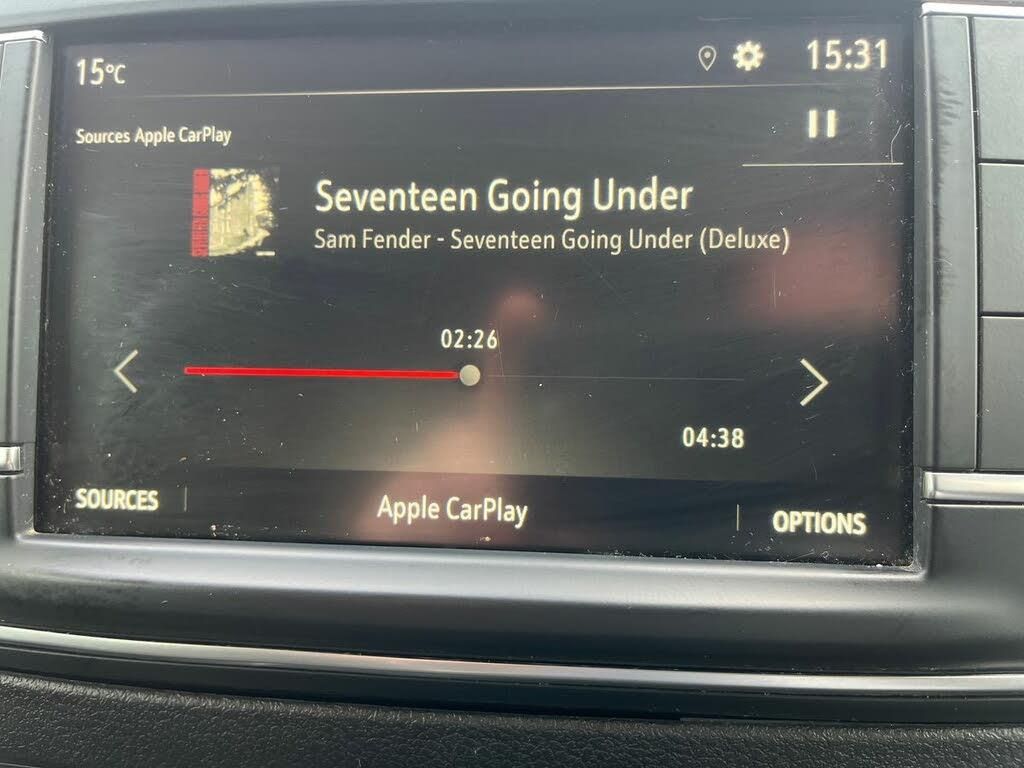 15°C
15:31
Sources Apple CarPlay
Seventeen Going Under
Sam Fender - Seventeen Going Under (Deluxe)
02:26
04:38
SOURCES
Apple CarPlay
OPTIONS